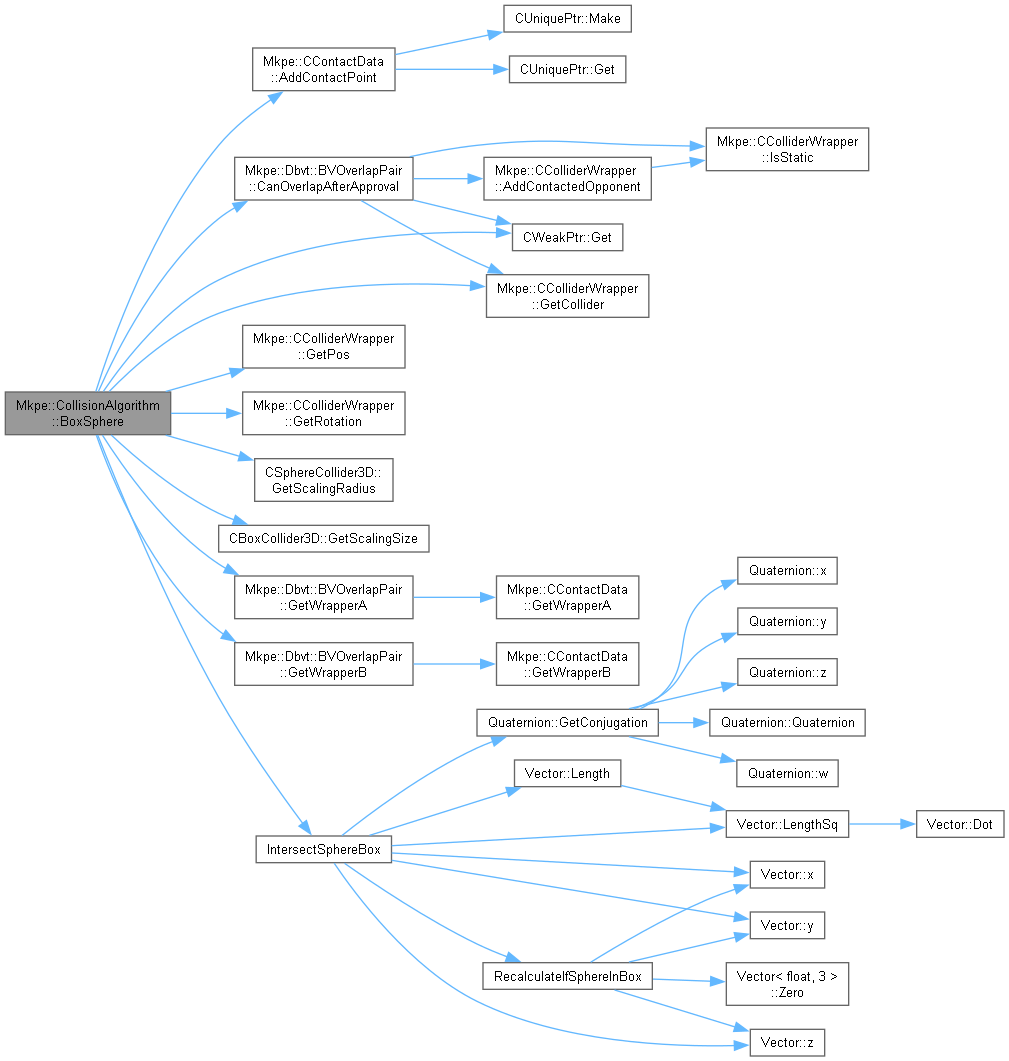 CUniquePtr::Make
Mkpe::CContactData
::AddContactPoint
CUniquePtr::Get
Mkpe::CColliderWrapper
::IsStatic
Mkpe::Dbvt::BVOverlapPair
::CanOverlapAfterApproval
Mkpe::CColliderWrapper
::AddContactedOpponent
CWeakPtr::Get
Mkpe::CColliderWrapper
::GetCollider
Mkpe::CColliderWrapper
::GetPos
Mkpe::CollisionAlgorithm
::BoxSphere
Mkpe::CColliderWrapper
::GetRotation
CSphereCollider3D::
GetScalingRadius
CBoxCollider3D::GetScalingSize
Mkpe::Dbvt::BVOverlapPair
::GetWrapperA
Mkpe::CContactData
::GetWrapperA
Mkpe::Dbvt::BVOverlapPair
::GetWrapperB
Mkpe::CContactData
::GetWrapperB
Quaternion::x
Quaternion::y
Quaternion::z
Quaternion::GetConjugation
Quaternion::Quaternion
Quaternion::w
Vector::Length
Vector::LengthSq
Vector::Dot
IntersectSphereBox
Vector::x
Vector::y
RecalculateIfSphereInBox
Vector< float, 3 >
::Zero
Vector::z